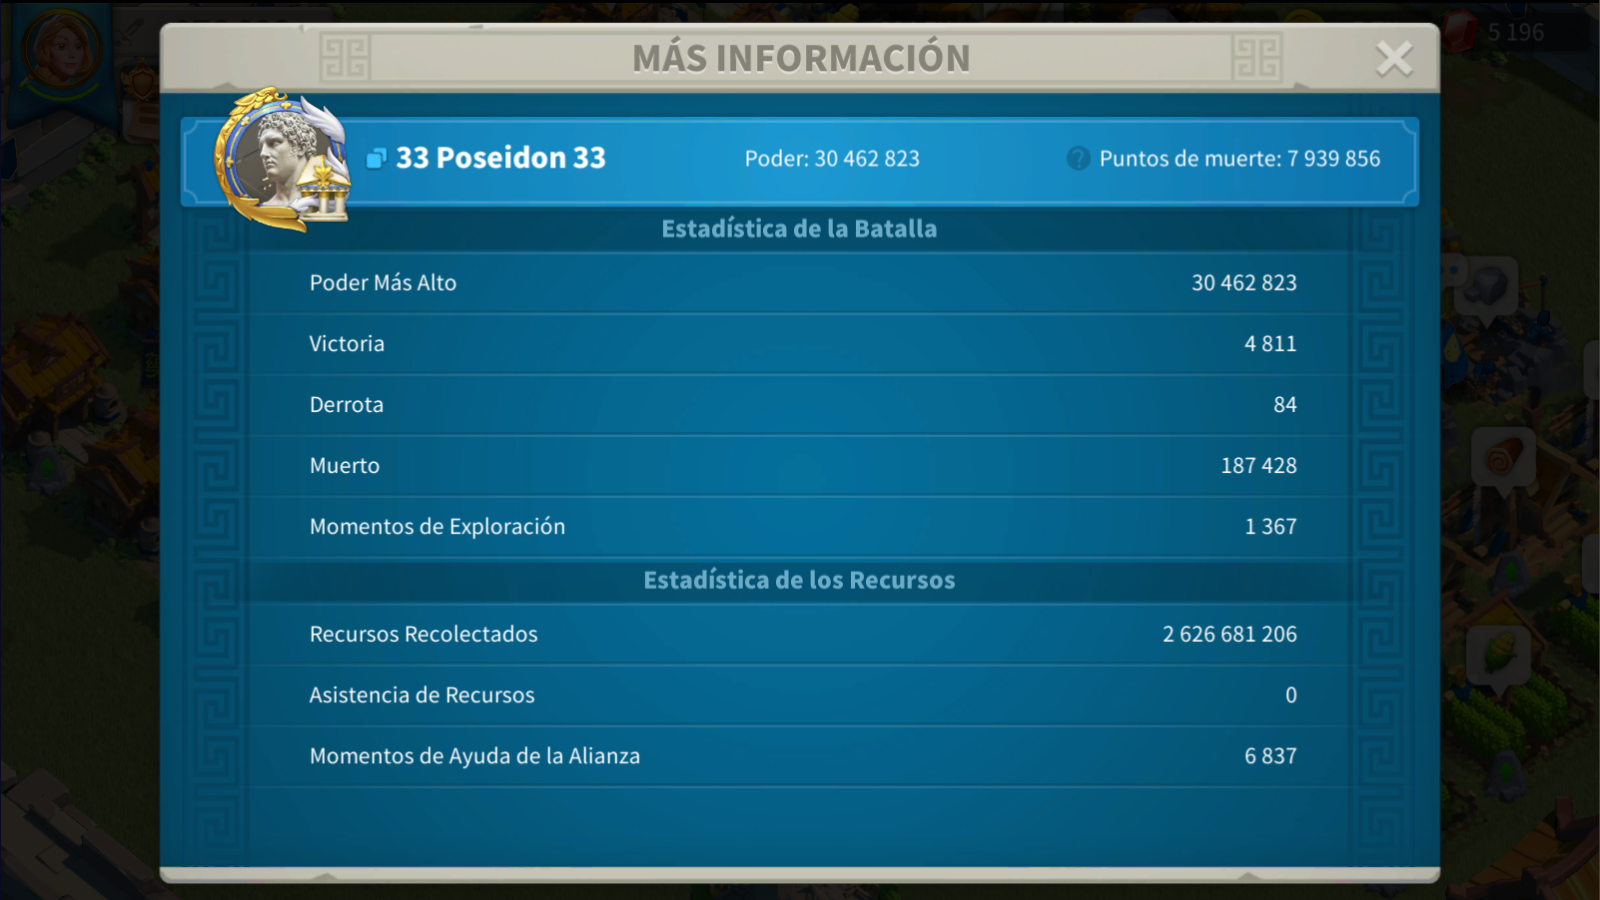 5 196
MÁS INFORMACIÓN
33 Poseidon 33
Poder: 30 462 823
? Puntos de muerte: 7 939 856
Estadística de la Batalla
Poder Más Alto 30 462 823
Victoria 4 811
Derrota 84
Muerto 187 428
Momentos de Exploración 1 367
Estadística de los Recursos
Recursos Recolectados 2 626 681 206
Asistencia de Recursos 0
Momentos de Ayuda de la Alianza 6 837